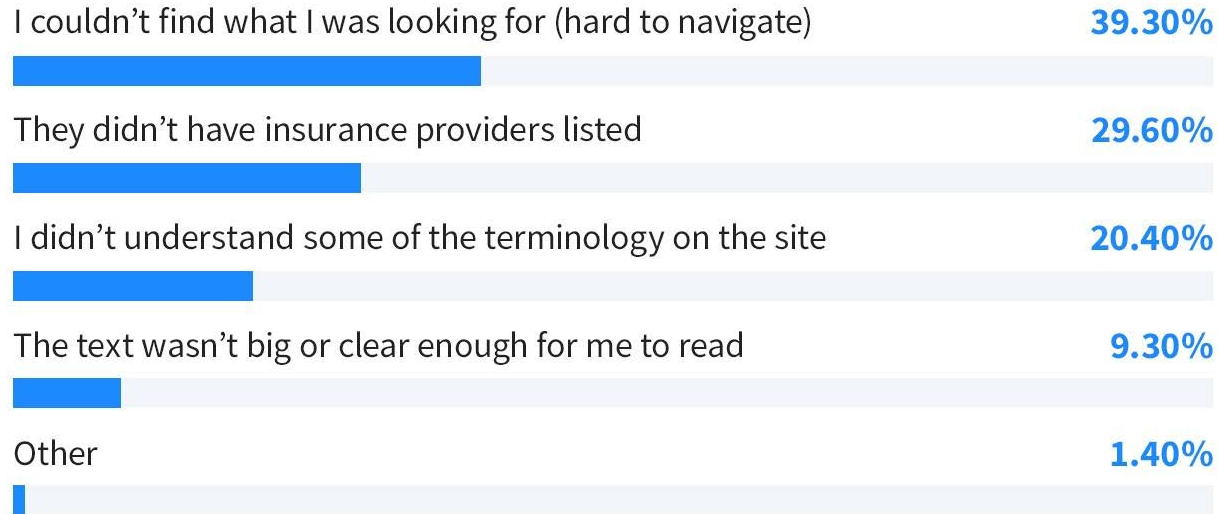 I couldn’t find what I was looking for (hard to navigate) 39.30%
They didn’t have insurance providers listed 29.60%
I didn’t understand some of the terminology on the site 20.40%
The text wasn’t big or clear enough for me to read 9.30%
Other 1.40%